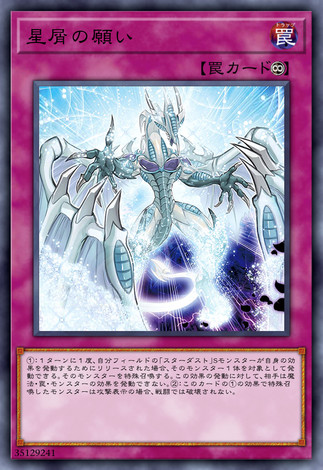 星屑の願い
トラップ
罠
【罠カード】
①:1ターンに1度、自分フィールドの「スターダスト」Sモンスターが自身の効
果を発動するためにリリースされた場合、そのモンスター1体を対象として発
動できる。そのモンスターを特殊召喚する。この効果の発動に対して、相手は魔
法・罠・モンスターの効果を発動できない。②:このカードの①の効果で特殊召
喚したモンスターは攻撃表示の場合、戦闘では破壊されない。
35129241